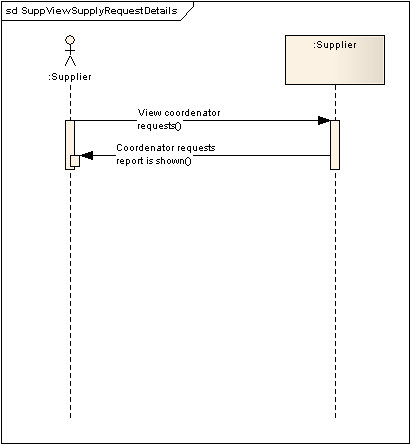 sd SuppViewSupplyRequestDetails
:Supplier
:Supplier
View coordenator
requests()
Coordenator requests
report is shown()